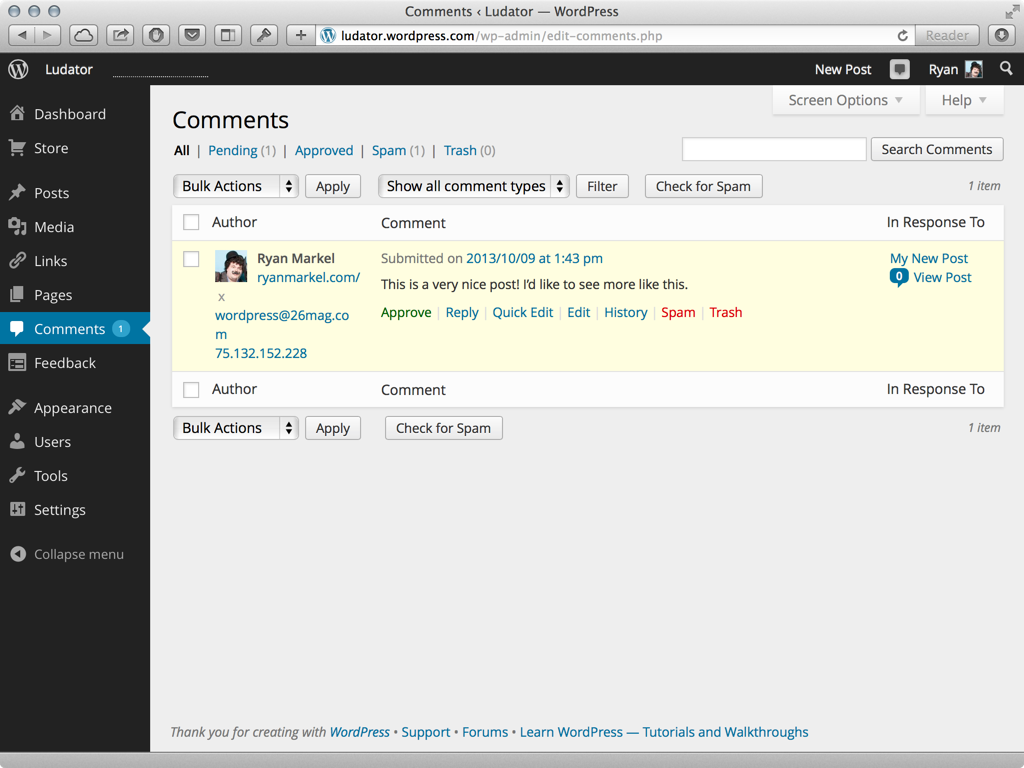 Comments ‹ Ludator — WordPress
ludator.wordpress.com/wp-admin/edit-comments.php
Reader
Ludator
New Post
Ryan
Screen Options
Help
Dashboard
Store
Posts
Media
Links
Pages
Comments 1
Feedback
Appearance
Users
Tools
Settings
Collapse menu
Comments
All | Pending (1) | Approved | Spam (1) | Trash (0)
Search Comments
Bulk Actions
Apply
Show all comment types
Filter
Check for Spam
1 item
Author
Comment
In Response To
Ryan Markel
ryanmarkel.com/
x
wordpress@26mag.co
m
75.132.152.228
Submitted on 2013/10/09 at 1:43 pm
This is a very nice post! I'd like to see more like this.
Approve | Reply | Quick Edit | Edit | History | Spam | Trash
My New Post
0 View Post
Author
Comment
In Response To
Bulk Actions
Apply
Check for Spam
1 item
Thank you for creating with WordPress • Support • Forums • Learn WordPress — Tutorials and Walkthroughs